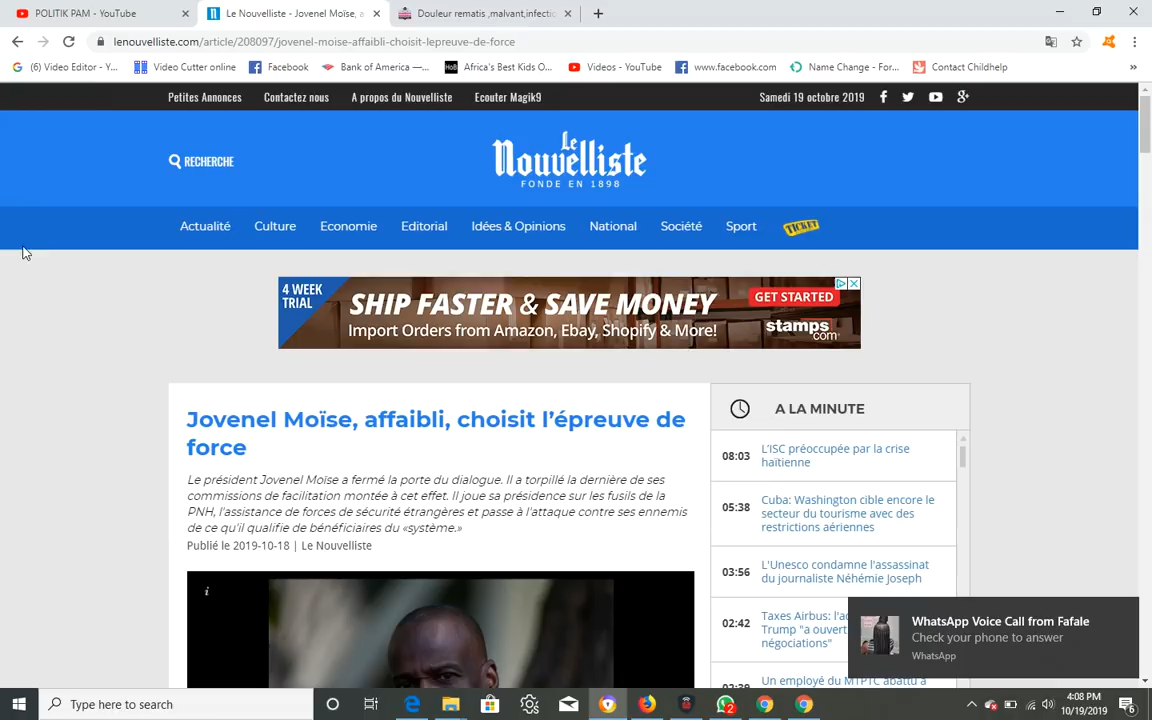 POLITIK PAM - YouTube
Le Nouvelliste - Jovenel Moïse, a
Douleur rematis ,malvant,infecti
lenouvelliste.com/article/208097/jovenel-moise-affaibli-choisit-lepreuve-de-force
(6) Video Editor - Y...
Video Cutter online
Facebook
Bank of America —...
HoB
Africa's Best Kids O...
Videos - YouTube
www.facebook.com
Name Change - For...
Contact Childhelp
Petites Annonces
Contactez nous
A propos du Nouvelliste
Ecouter Magik9
Samedi 19 octobre 2019
RECHERCHE
Le
Nouvelliste
FONDE EN 1898
Actualité
Culture
Economie
Editorial
Idées & Opinions
National
Société
Sport
TICKET
4 WEEK
TRIAL
SHIP FASTER & SAVE MONEY
Import Orders from Amazon, Ebay, Shopify & More!
GET STARTED
stamps.com
Jovenel Moïse, affaibli, choisit l'épreuve de
force
Le président Jovenel Moïse a fermé la porte du dialogue. Il a torpillé la dernière de ses
commissions de facilitation montée à cet effet. Il joue sa présidence sur les fusils de la
PNH, l'assistance de forces de sécurité étrangères et passe à l'attaque contre ses ennemis
de ce qu'il qualifie de bénéficiaires du «système.»
Publié le 2019-10-18 | Le Nouvelliste
i
A LA MINUTE
08:03
L'ISC préoccupée par la crise
haïtienne
05:38
Cuba: Washington cible encore le
secteur du tourisme avec des
restrictions aériennes
03:56
L'Unesco condamne l'assassinat
du journaliste Néhémie Joseph
02:42
Taxes Airbus: l'ad
Trump "a ouvert
négociations"
Un employé du MTPTC abattu à
WhatsApp Voice Call from Fafale
Check your phone to answer
WhatsApp
Type here to search
2
4:08 PM
10/19/2019
6